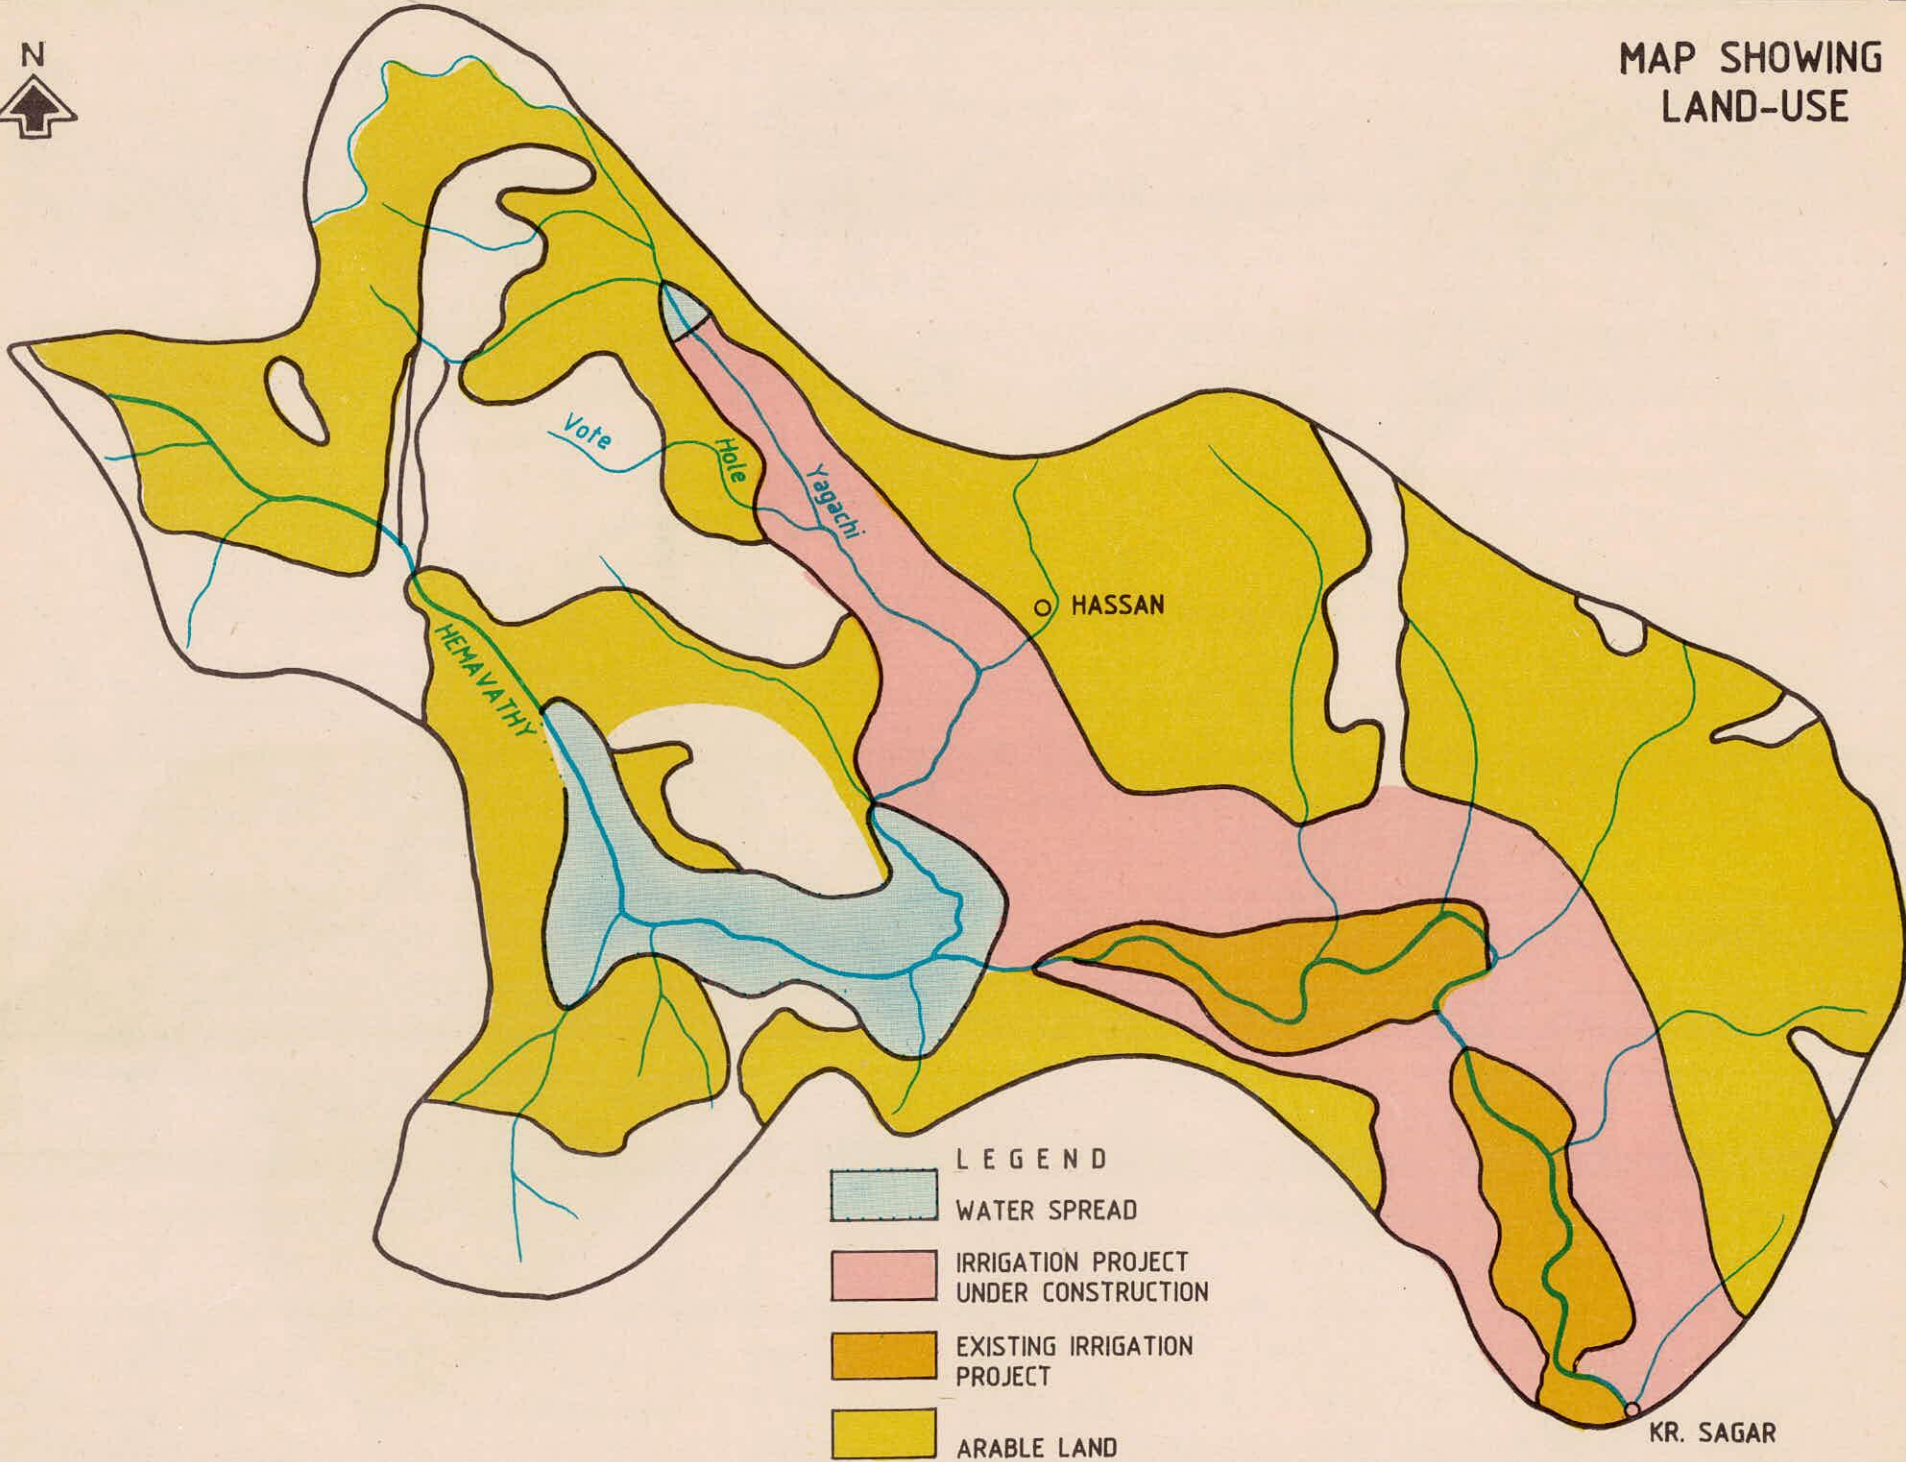 N
MAP SHOWING
LAND-USE
Vote
Hole
Yagachi
HASSAN
HEMAVATHY
LEGEND
WATER SPREAD
IRRIGATION PROJECT
UNDER CONSTRUCTION
EXISTING IRRIGATION
PROJECT
ARABLE LAND
KR. SAGAR